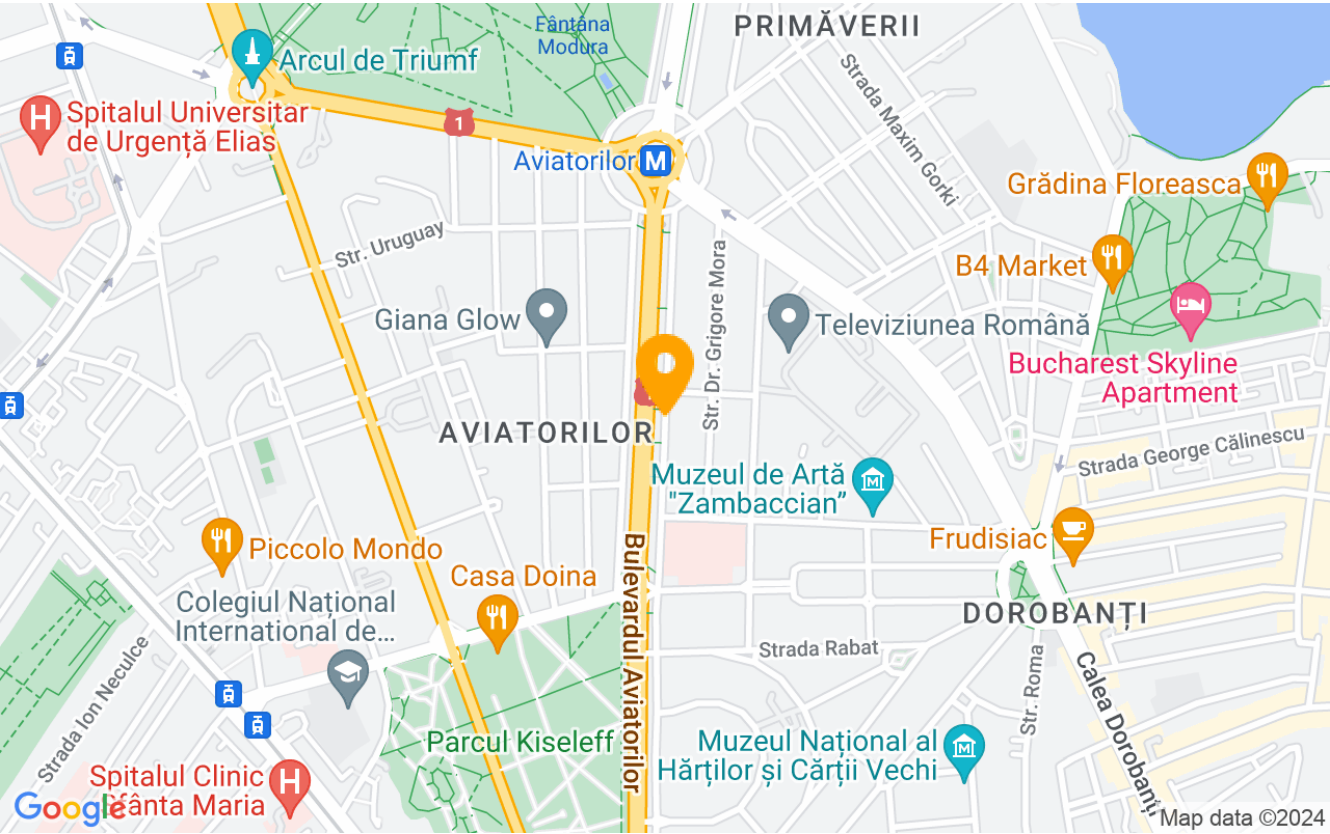 Fântâna
Modura
PRIMĂVERII
Arcul de Triumf
Strada Maxim Gorki
Spitalul Universitar
de Urgență Elias
1
Aviatorilor M
Grădina Floreasca
Str. Uruguay
Str. Dr. Grigore Mora
B4 Market
Giana Glow
Televiziunea Română
Bucharest Skyline
Apartment
AVIATORILOR
Strada George Călinescu
Muzeul de Artă
"Zambaccian”
Frudisiac
Piccolo Mondo
Casa Doina
Bulevardul Aviatorilor
Colegiul Național
International de...
DOROBANȚI
Strada Rabat
Strada Ion Neculce
Str. Roma
Calea Dorobanți
Parcul Kiseleff
Muzeul Național al
Hărților și Cărții Vechi
Spitalul Clinic
Sfânta Maria
Google
Map data ©2024